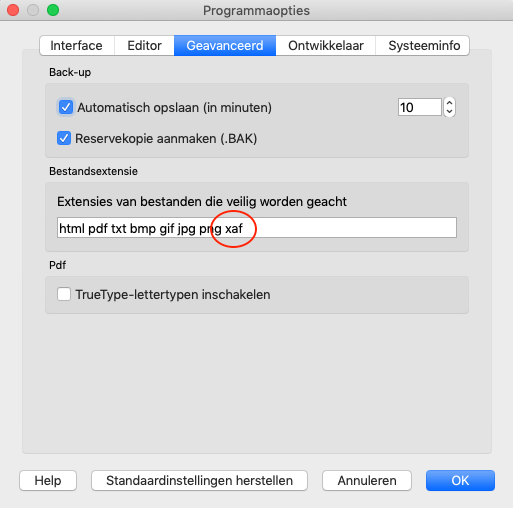 Programmaopties
Interface Editor Geavanceerd Ontwikkelaar Systeeminfo
Back-up
Automatisch opslaan (in minuten) 10
Reservekopie aanmaken (.BAK)
Bestandsextensie
Extensies van bestanden die veilig worden geacht
html pdf txt bmp gif jpg png xaf
Pdf
TrueType-lettertypen inschakelen
Help Standaardinstellingen herstellen Annuleren OK